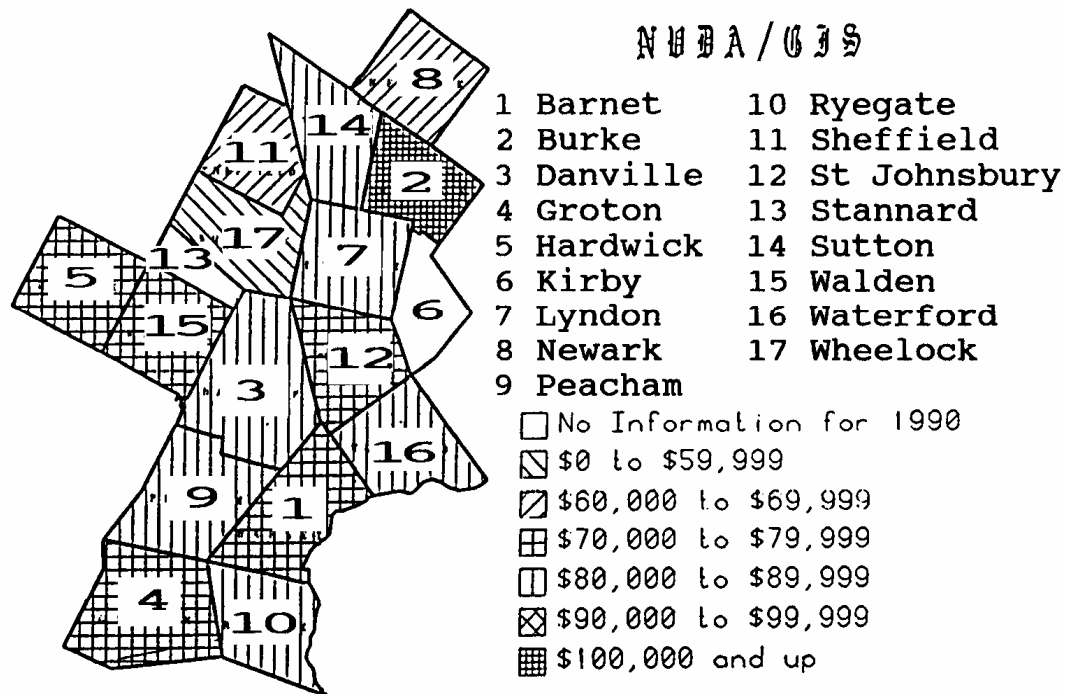 NVDA/GIS
1 Barnet
2 Burke
3 Danville
4 Groton
5 Hardwick
6 Kirby
7 Lyndon
8 Newark
9 Peacham
10 Ryegate
11 Sheffield
12 St Johnsbury
13 Stannard
14 Sutton
15 Walden
16 Waterford
17 Wheelock
No Information for 1990
$0 to $59,999
$60,000 to $69,999
$70,000 to $79,999
$80,000 to $89,999
$90,000 to $99,999
$100,000 and up
8
14
11
2
17
7
13
5
6
15
12
3
16
9
1
4
10